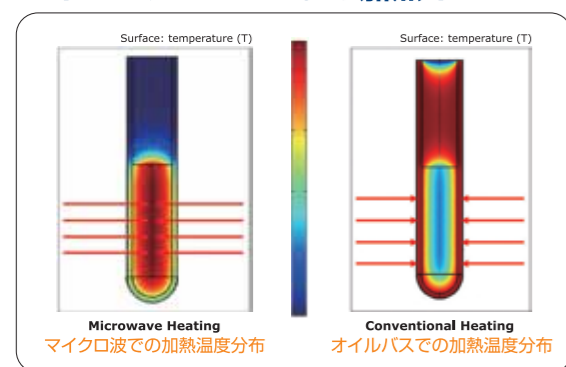 Surface: temperature (T)
Surface: temperature (T)
Microwave Heating
マイクロ波での加熱温度分布
Conventional Heating
オイルバスでの加熱温度分布